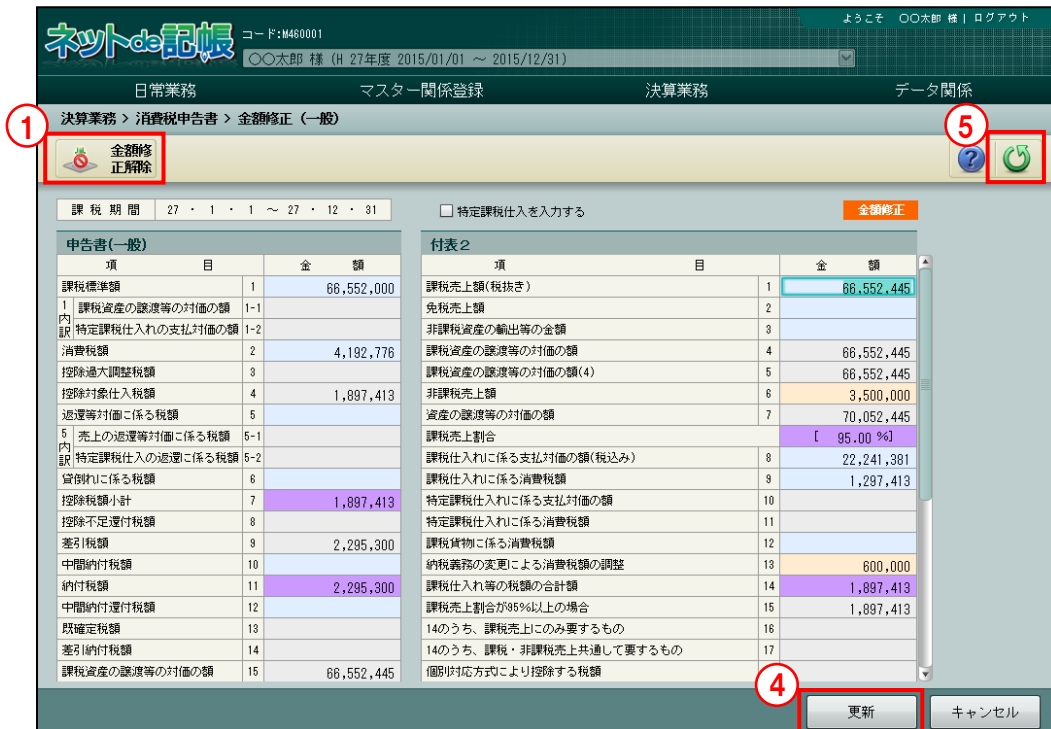 ようこそ 〇〇太郎 様 | ログアウト
ネットde記帳
コード:M460001
〇〇太郎 様 (H 27年度 2015/01/01 ～ 2015/12/31)
日常業務 マスター関係登録 決算業務 データ関係
決算業務 > 消費税申告書 > 金額修正 (一般)
1
5
金額修
正解除
?
課税期間 27 ・ 1 ・ 1 ～ 27 ・ 12 ・ 31
特定課税仕入を入力する
金額修正
申告書(一般)
項 目 金 額
課税標準額 1 66,552,000
1内訳 課税資産の譲渡等の対価の額 1-1
特定課税仕入れの支払対価の額 1-2
消費税額 2 4,192,776
控除過大調整税額 3
控除対象仕入税額 4 1,897,413
返還等対価に係る税額 5
5内訳 売上の返還等対価に係る税額 5-1
特定課税仕入の返還に係る税額 5-2
貸倒れに係る税額 6
控除税額小計 7 1,897,413
控除不足還付税額 8
差引税額 9 2,295,300
中間納付税額 10
納付税額 11 2,295,300
中間納付還付税額 12
既確定税額 13
差引納付税額 14
課税資産の譲渡等の対価の額 15 66,552,445
付表2
項 目 金 額
課税売上額(税抜き) 1 66,552,445
免税売上額 2
非課税資産の輸出等の金額 3
課税資産の譲渡等の対価の額 4 66,552,445
課税資産の譲渡等の対価の額(4) 5 66,552,445
非課税売上額 6 3,500,000
資産の譲渡等の対価の額 7 70,052,445
課税売上割合 [ 95.00 %]
課税仕入れに係る支払対価の額(税込み) 8 22,241,381
課税仕入れに係る消費税額 9 1,297,413
特定課税仕入れに係る支払対価の額 10
特定課税仕入れに係る消費税額 11
課税貨物に係る消費税額 12
納税義務の変更による消費税額の調整 13 600,000
課税仕入れ等の税額の合計額 14 1,897,413
課税売上割合が95%以上の場合 15 1,897,413
14のうち、課税売上にのみ要するもの 16
14のうち、課税・非課税売上共通して要するもの 17
個別対応方式により控除する税額
4
更新 キャンセル